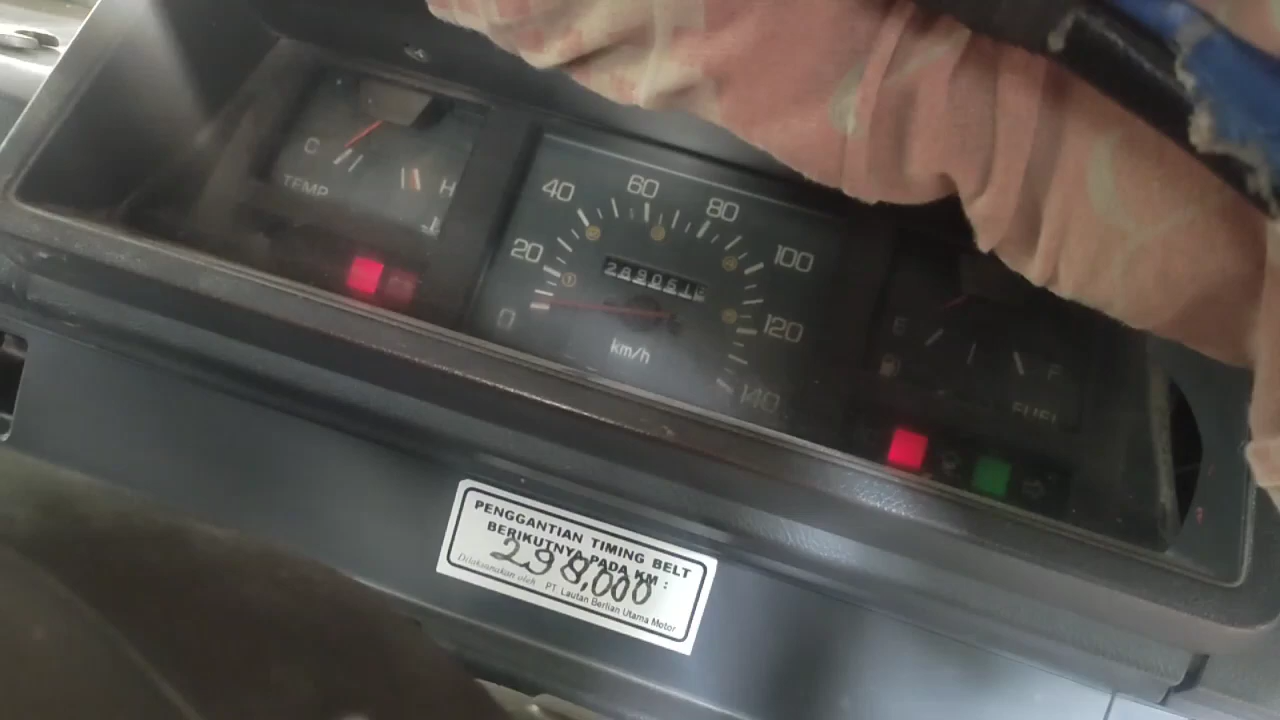 C
H
TEMP
0
20
40
60
80
100
120
140
km/h
E
F
FUEL
PENGGANTIAN TIMING BELT
BERIKUTNYA PADA KM :
298,000
Dilaksanakan oleh PT. Lautan Berlian Utama Motor